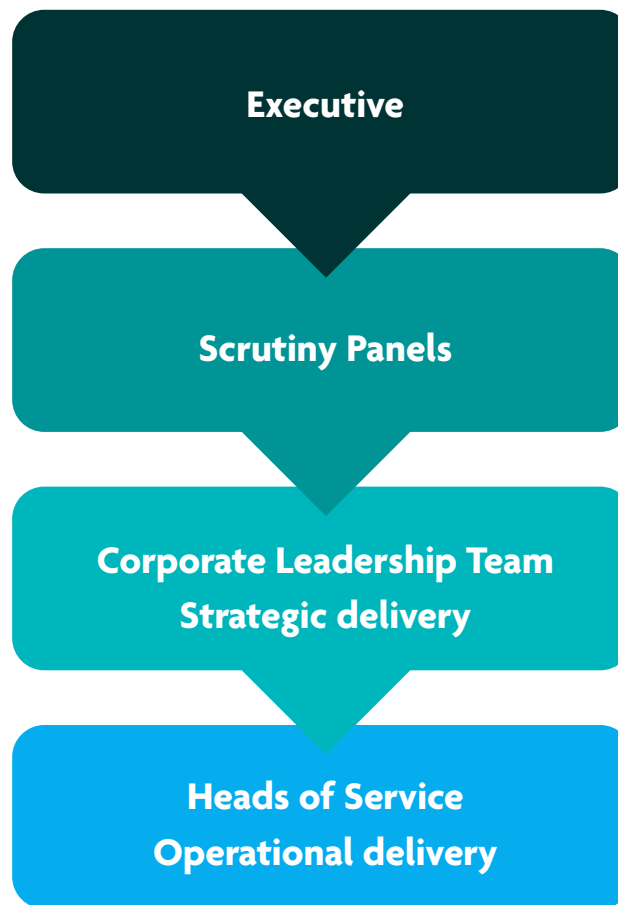 Executive
Scrutiny Panels
Corporate Leadership Team
Strategic delivery
Heads of Service
Operational delivery